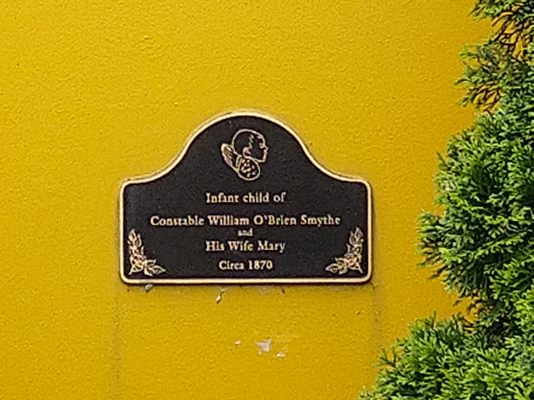 Infant child of
Constable William O'Brien Smythe
and
His Wife Mary
Circa 1870